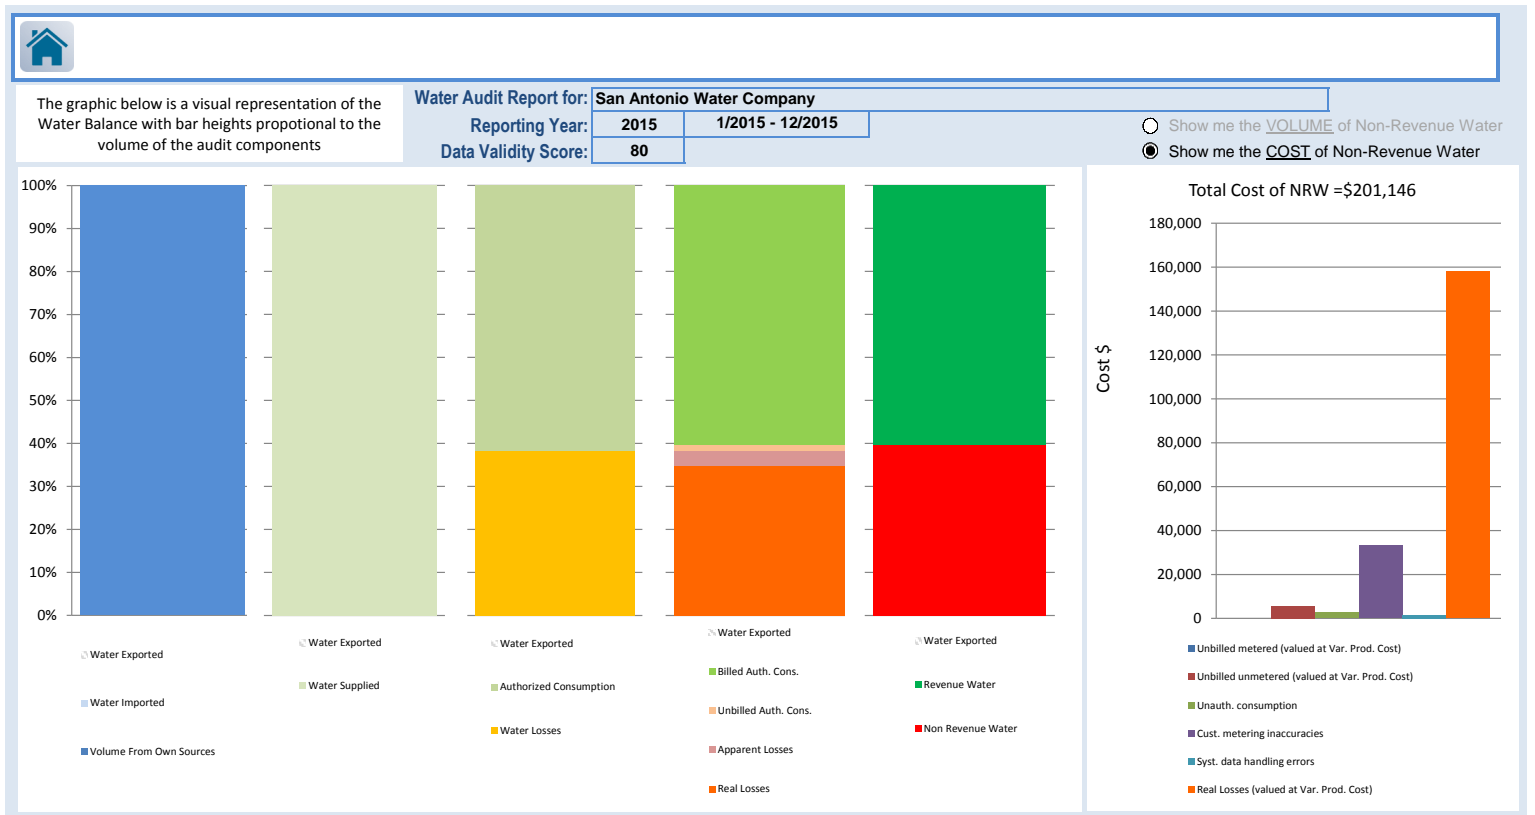 The graphic below is a visual representation of the
Water Balance with bar heights propotional to the
volume of the audit components
Water Audit Report for: San Antonio Water Company
Reporting Year: 2015 1/2015 - 12/2015
Data Validity Score: 80
Show me the VOLUME of Non-Revenue Water
Show me the COST of Non-Revenue Water
100%
90%
80%
70%
60%
50%
40%
30%
20%
10%
0%
Water Exported
Water Imported
Volume From Own Sources
Water Exported
Water Supplied
Water Exported
Authorized Consumption
Water Losses
Water Exported
Billed Auth. Cons.
Unbilled Auth. Cons.
Apparent Losses
Real Losses
Water Exported
Revenue Water
Non Revenue Water
Total Cost of NRW =$201,146
Cost $
180,000
160,000
140,000
120,000
100,000
80,000
60,000
40,000
20,000
0
Unbilled metered (valued at Var. Prod. Cost)
Unbilled unmetered (valued at Var. Prod. Cost)
Unauth. consumption
Cust. metering inaccuracies
Syst. data handling errors
Real Losses (valued at Var. Prod. Cost)